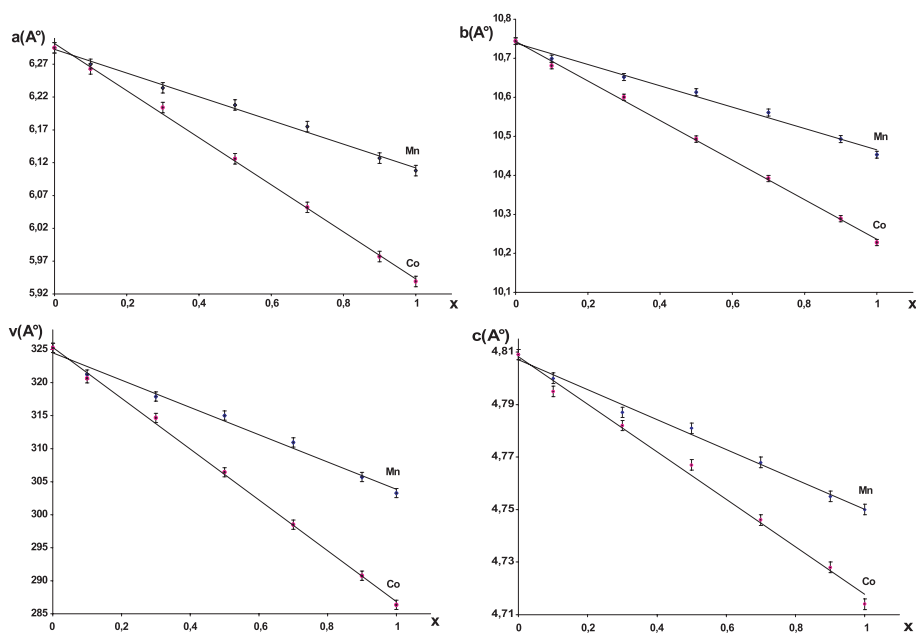 a(A°)
6,27
6,22
6,17
6,12
6,07
6,02
5,97
5,92
Mn
Co
0 0,2 0,4 0,6 0,8 1 x
b(A°)
10,8
10,7
10,6
10,5
10,4
10,3
10,2
10,1
Mn
Co
0 0,2 0,4 0,6 0,8 1 x
v(A°)
325
320
315
310
305
300
295
290
285
Mn
Co
0 0,2 0,4 0,6 0,8 1 x
c(A°)
4,81
4,79
4,77
4,75
4,73
4,71
Mn
Co
0 0,2 0,4 0,6 0,8 1 x